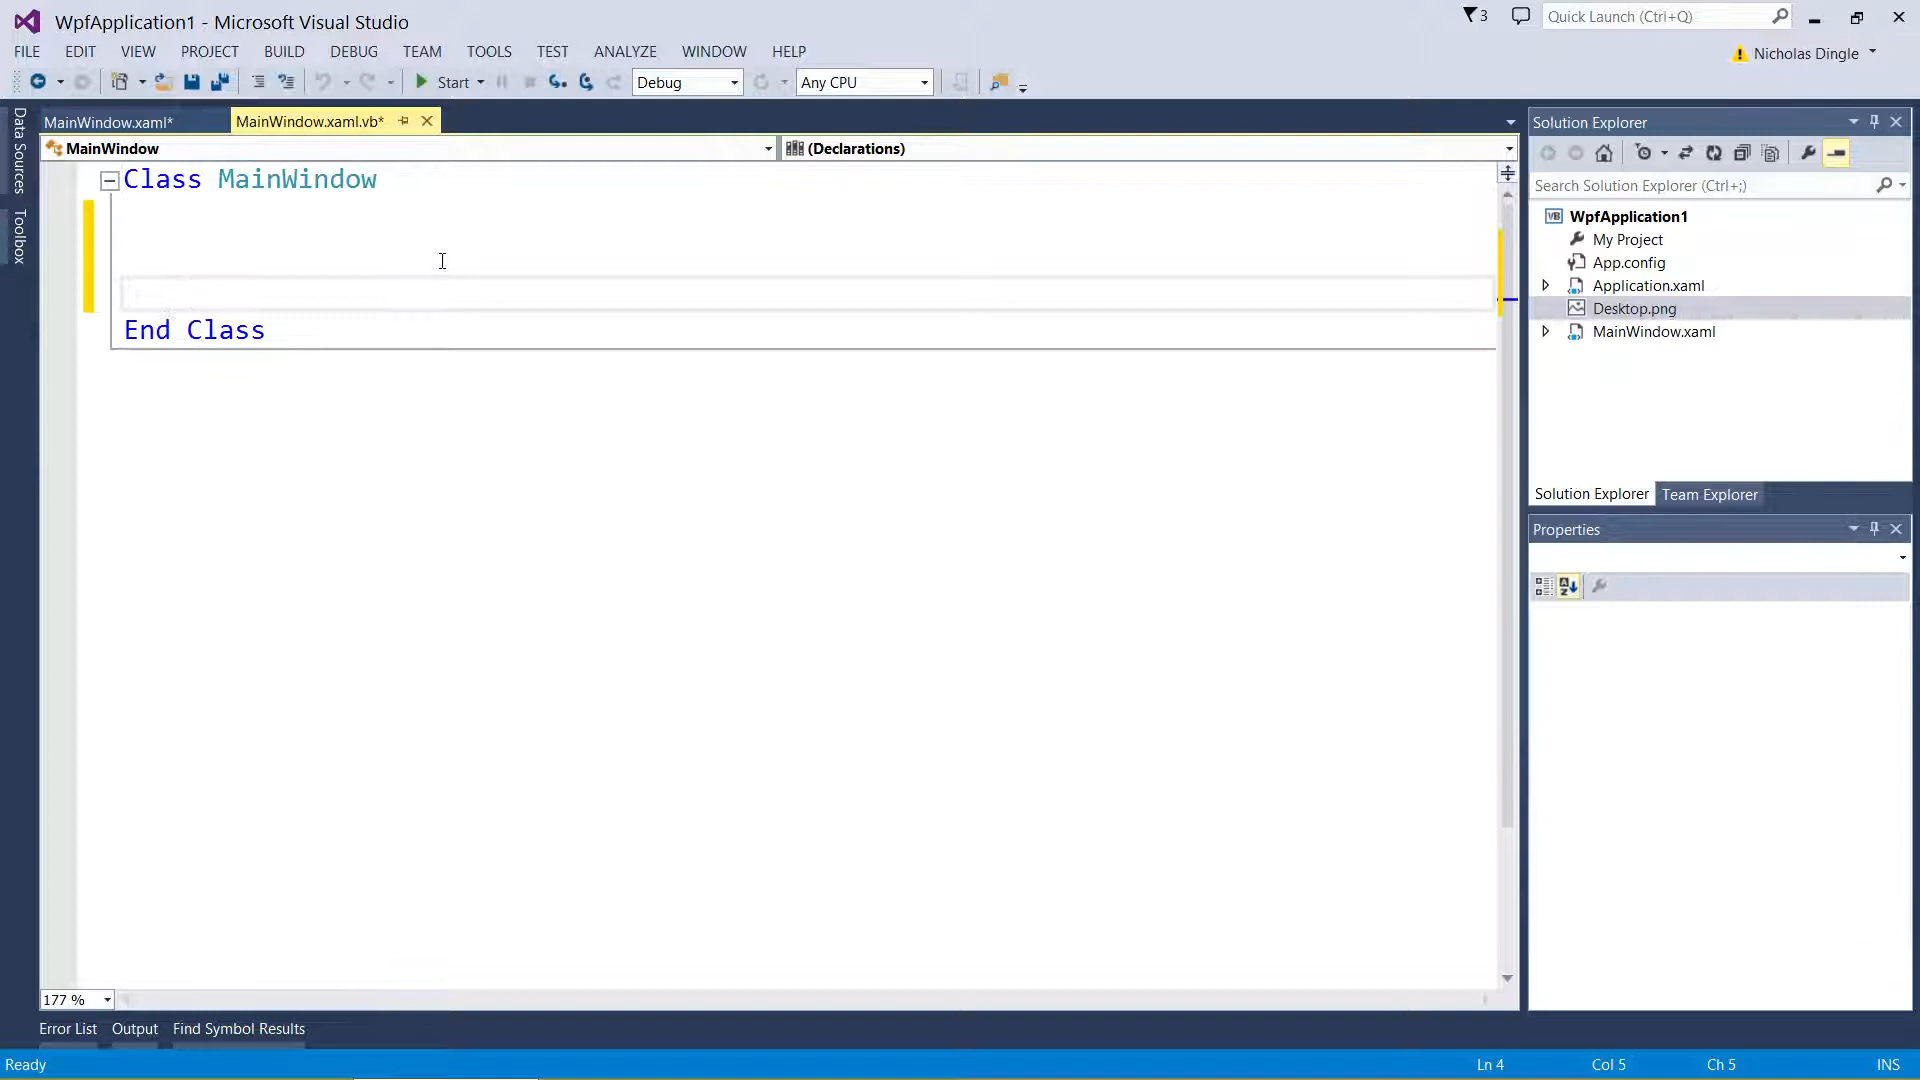 WpfApplication1 - Microsoft Visual Studio
3
Quick Launch (Ctrl+Q)
FILE EDIT VIEW PROJECT BUILD DEBUG TEAM TOOLS TEST ANALYZE WINDOW HELP
Nicholas Dingle
Start Debug Any CPU
Data Sources
Toolbox
MainWindow.xaml* MainWindow.xaml.vb*
MainWindow (Declarations)
Class MainWindow
End Class
177 %
Solution Explorer
Search Solution Explorer (Ctrl+;)
VB WpfApplication1
My Project
App.config
Application.xaml
Desktop.png
MainWindow.xaml
Solution Explorer Team Explorer
Properties
Error List Output Find Symbol Results
Ready Ln 4 Col 5 Ch 5 INS